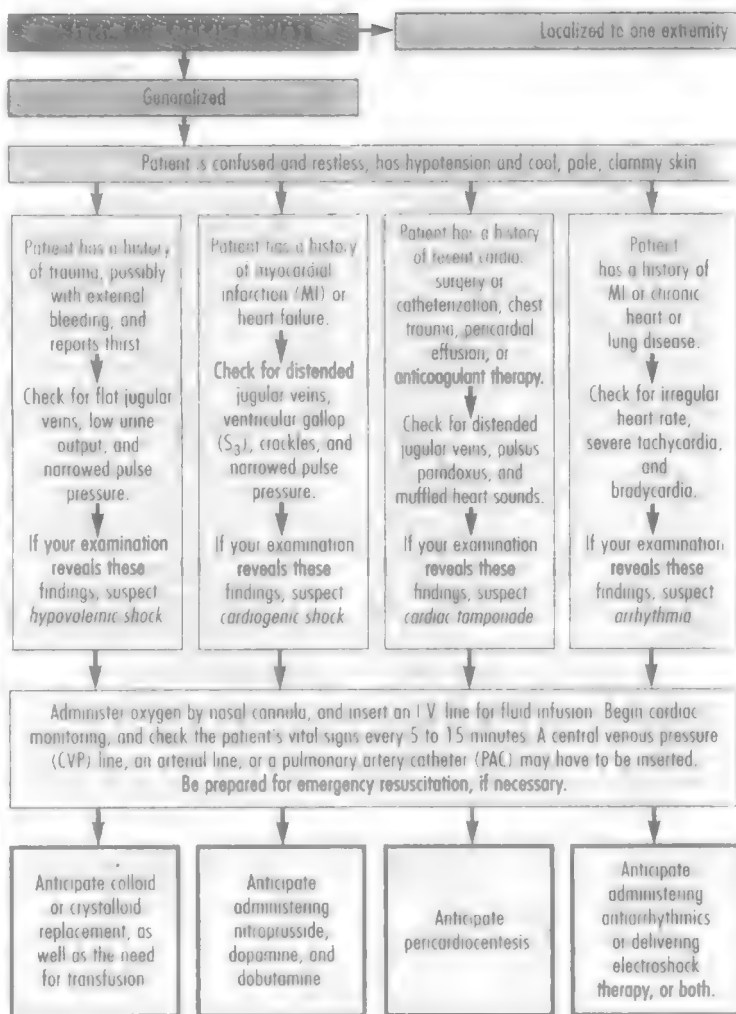 Localized to one extremity
Generalized
Patient is confused and restless, has hypotension and cool, pale, clammy skin
Patient has a history
of trauma, possibly
with external
bleeding, and
reports thirst
Check for flat jugular
veins, low urine
output, and
narrowed pulse
pressure.
If your examination
reveals these
findings, suspect
hypovolemic shock
Patient has a history
of myocardial
infarction (MI) or
heart failure.
Check for distended
jugular veins,
ventricular gallop
(S₃), crackles, and
narrowed pulse
pressure.
If your examination
reveals these
findings, suspect
cardiogenic shock
Patient has a history
of recent cardiac
surgery or
catheterization, chest
trauma, pericardial
effusion, or
anticoagulant therapy.
Check for distended
jugular veins, pulsus
paradoxus, and
muffled heart sounds.
If your examination
reveals these
findings, suspect
cardiac tamponade
Patient
has a history of
MI or chronic
heart or
lung disease.
Check for irregular
heart rate,
severe tachycardia,
and
bradycardia.
If your examination
reveals these
findings, suspect
arrhythmia
Administer oxygen by nasal cannula, and insert an I V line for fluid infusion Begin cardiac
monitoring, and check the patient's vital signs every 5 to 15 minutes A central venous pressure
(CVP) line, an arterial line, or a pulmonary artery catheter (PAC) may have to be inserted.
Be prepared for emergency resuscitation, if necessary.
Anticipate colloid
or crystalloid
replacement, as
well as the need
for transfusion
Anticipate
administering
nitroprusside,
dopamine, and
dobutamine
Anticipate
pericardiocentesis
Anticipate
administering
antiarrhythmics
or delivering
electroshock
therapy, or both.